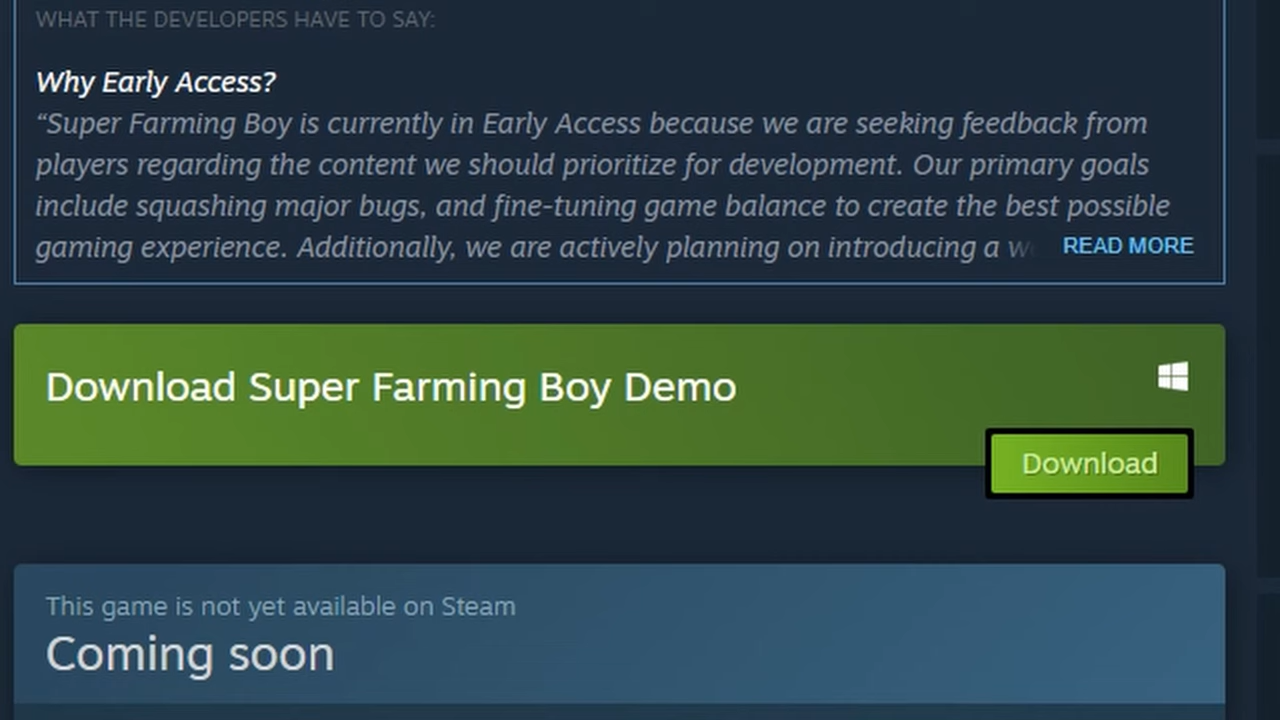 WHAT THE DEVELOPERS HAVE TO SAY:
Why Early Access?
“Super Farming Boy is currently in Early Access because we are seeking feedback from
players regarding the content we should prioritize for development. Our primary goals
include squashing major bugs, and fine-tuning game balance to create the best possible
gaming experience. Additionally, we are actively planning on introducing a READ MORE
Download Super Farming Boy Demo
Download
This game is not yet available on Steam
Coming soon